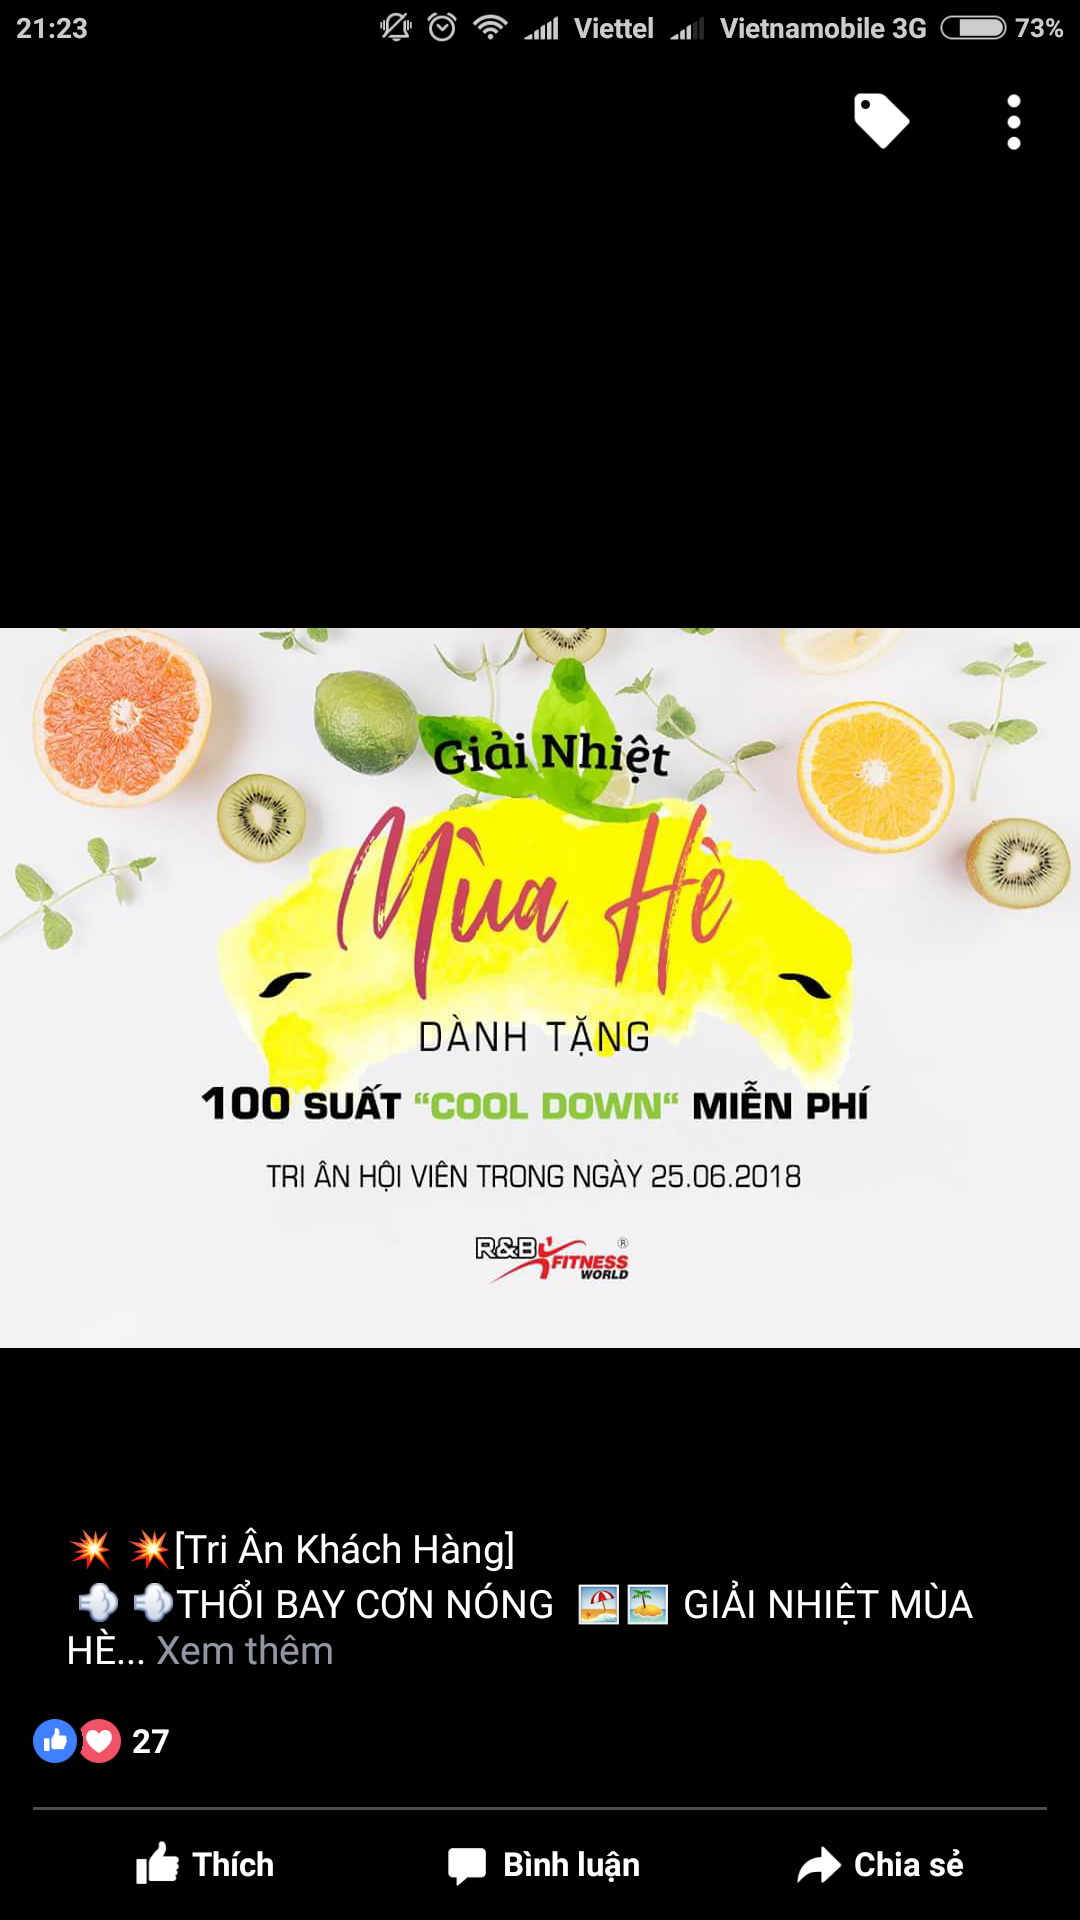 21:23 Viettel Vietnamobile 3G 73%
Giải Nhiệt
Mùa Hè
DÀNH TẶNG
100 SUẤT “COOL DOWN“ MIỄN PHÍ
TRI ÂN HỘI VIÊN TRONG NGÀY 25.06.2018
R&B FITNESS WORLD ®
💥 💥[Tri Ân Khách Hàng]
💨 💨THỔI BAY CƠN NÓNG 🏖🏝 GIẢI NHIỆT MÙA
HÈ... Xem thêm
27
Thích Bình luận Chia sẻ